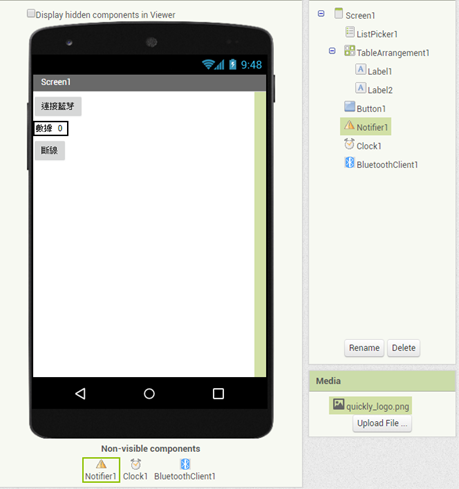 Display hidden components in Viewer
9:48
Screen1
連接藍芽
數據 0
斷線
Non-visible components
Notifier1 Clock1 BluetoothClient1
Screen1
ListPicker1
TableArrangement1
Label1
Label2
Button1
Notifier1
Clock1
BluetoothClient1
Rename Delete
Media
quickly_logo.png
Upload File ...